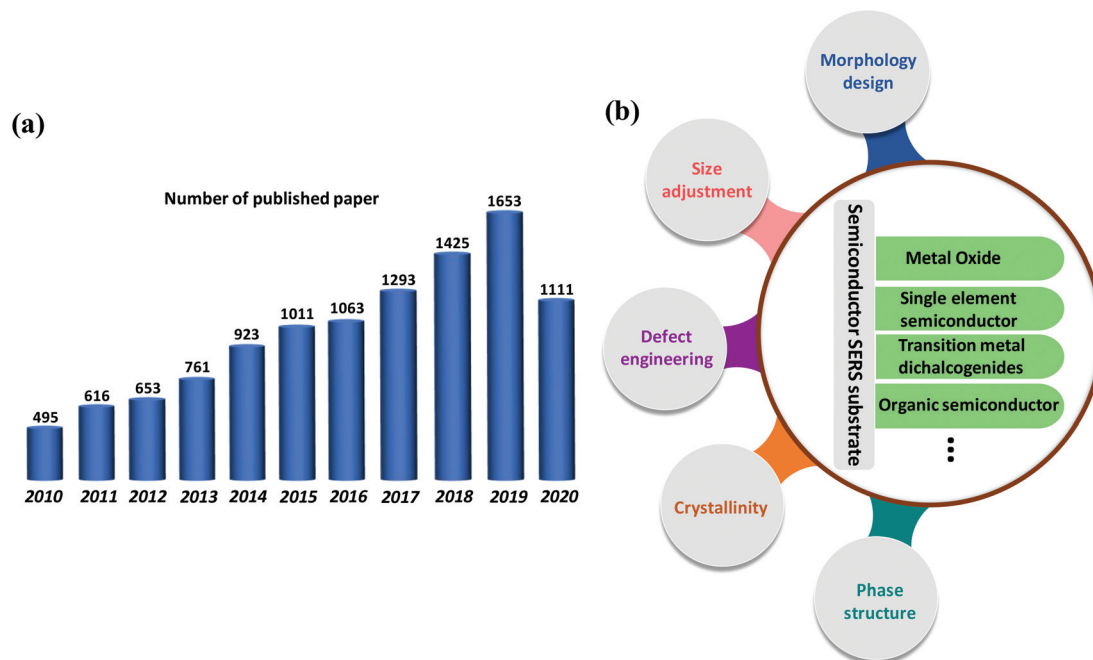 (a)
Number of published paper
495
616
653
761
923
1011
1063
1293
1425
1653
1111
2010
2011
2012
2013
2014
2015
2016
2017
2018
2019
2020
(b)
Morphology
design
Size
adjustment
Defect
engineering
Crystallinity
Phase
structure
Semiconductor SERS substrate
Metal Oxide
Single element
semiconductor
Transition metal
dichalcogenides
Organic semiconductor
...